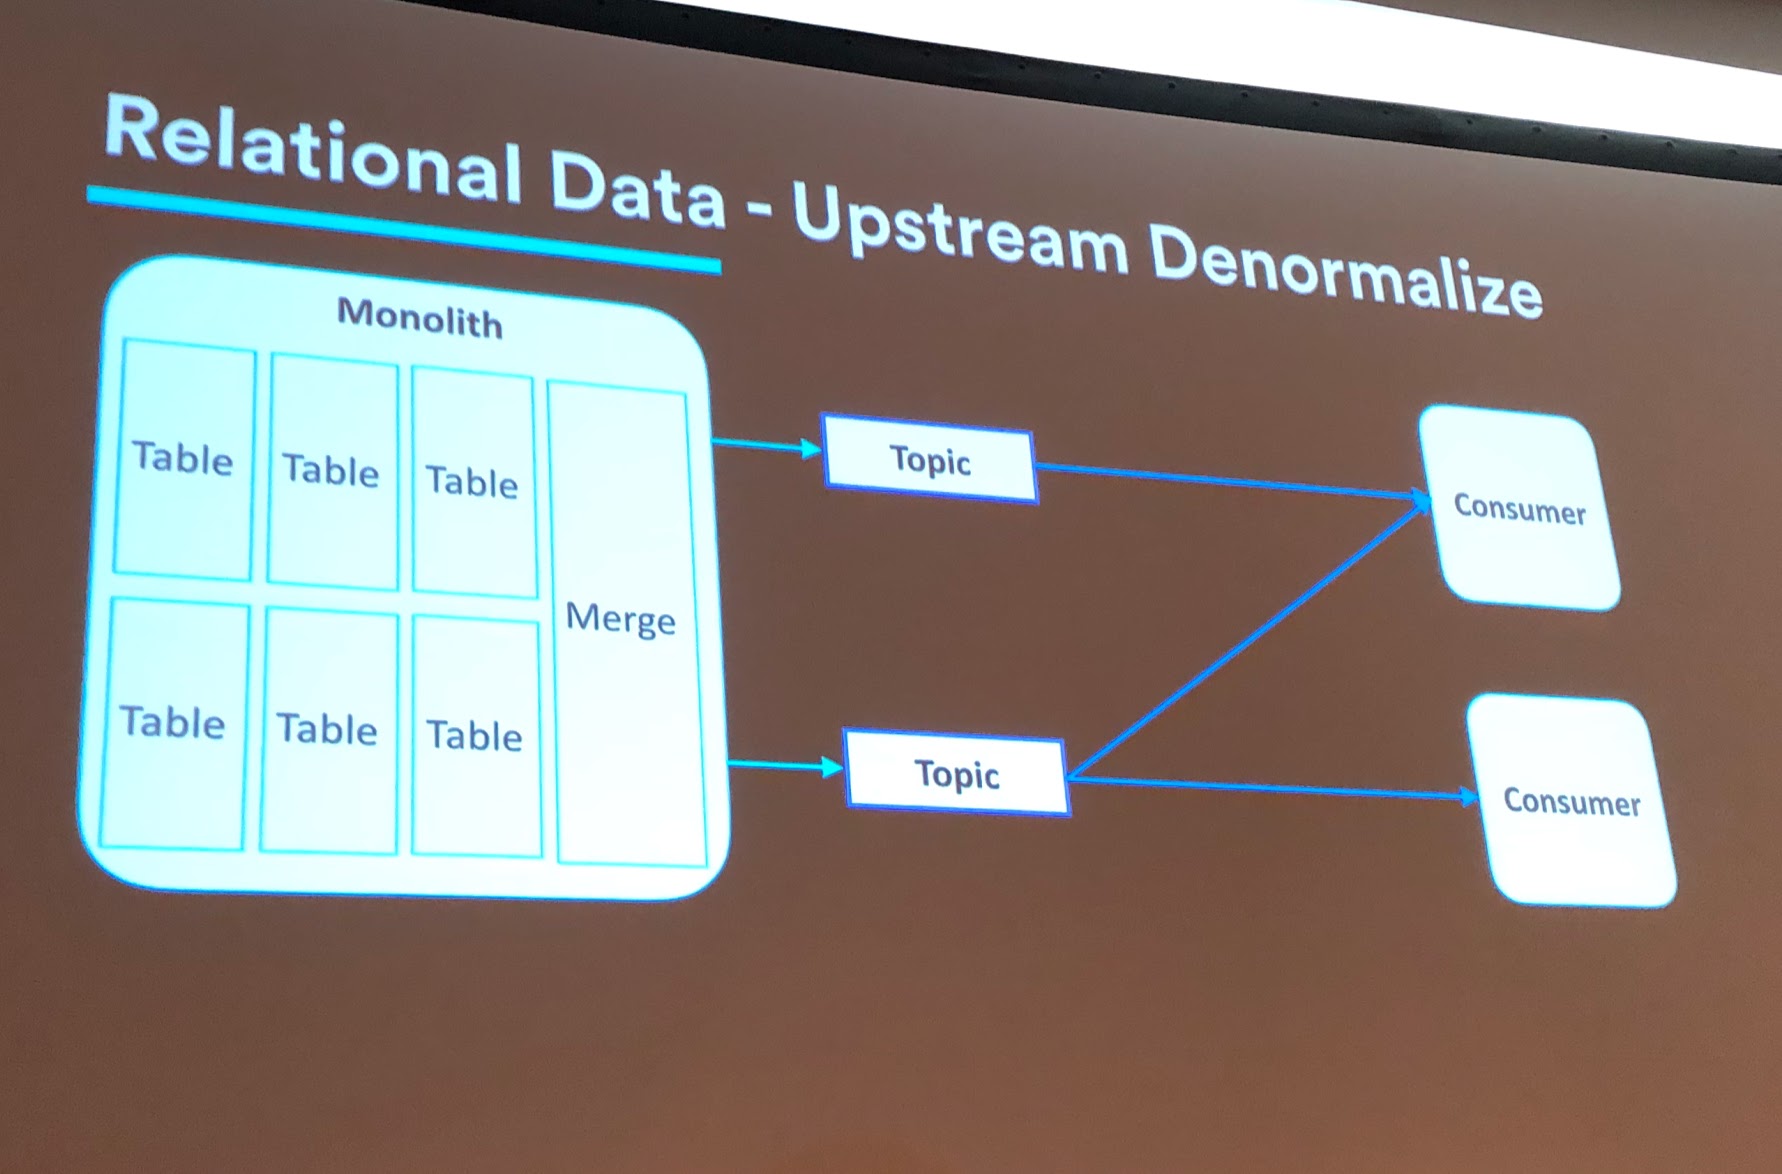 Relational Data - Upstream Denormalize
Monolith
Table
Table
Table
Merge
Table
Table
Table
Topic
Topic
Consumer
Consumer